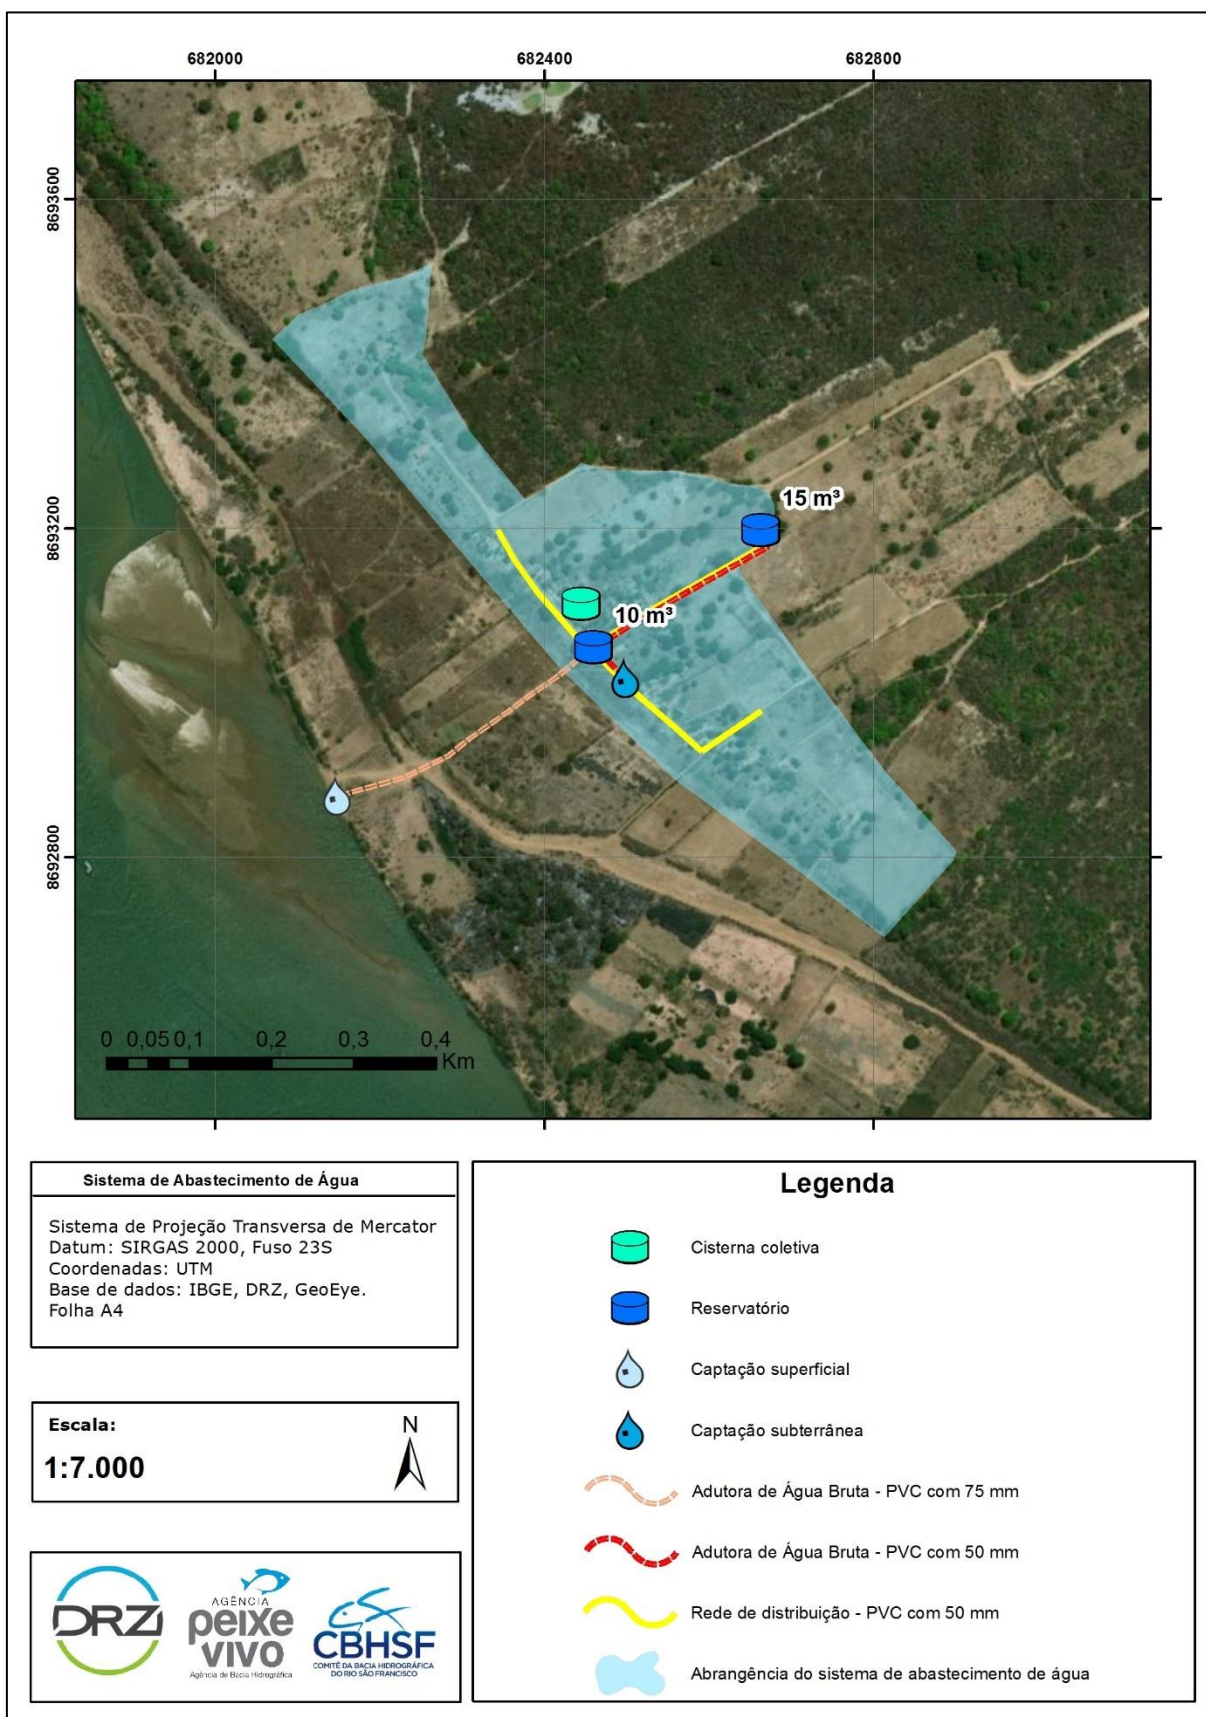 682000
682400
682800
8693600
8693200
8692800
15 m³
10 m³
0 0,05 0,1 0,2 0,3 0,4
Km
Sistema de Abastecimento de Água
Sistema de Projeção Transversa de Mercator
Datum: SIRGAS 2000, Fuso 23S
Coordenadas: UTM
Base de dados: IBGE, DRZ, GeoEye.
Folha A4
Escala:
1:7.000
N
DRZ
AGÊNCIA
peixe
vivo
Agência de Bacia Hidrográfica
CBHSF
COMITÊ DA BACIA HIDROGRÁFICA
DO RIO SÃO FRANCISCO
Legenda
Cisterna coletiva
Reservatório
Captação superficial
Captação subterrânea
Adutora de Água Bruta - PVC com 75 mm
Adutora de Água Bruta - PVC com 50 mm
Rede de distribuição - PVC com 50 mm
Abrangência do sistema de abastecimento de água